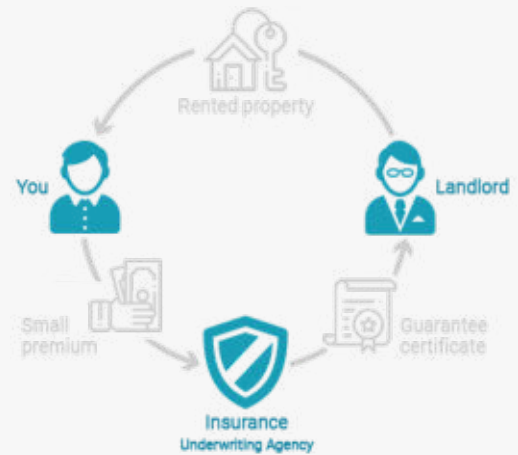 Rented property
You
Landlord
Small
premium
Guarantee
certificate
Insurance
Underwriting Agency